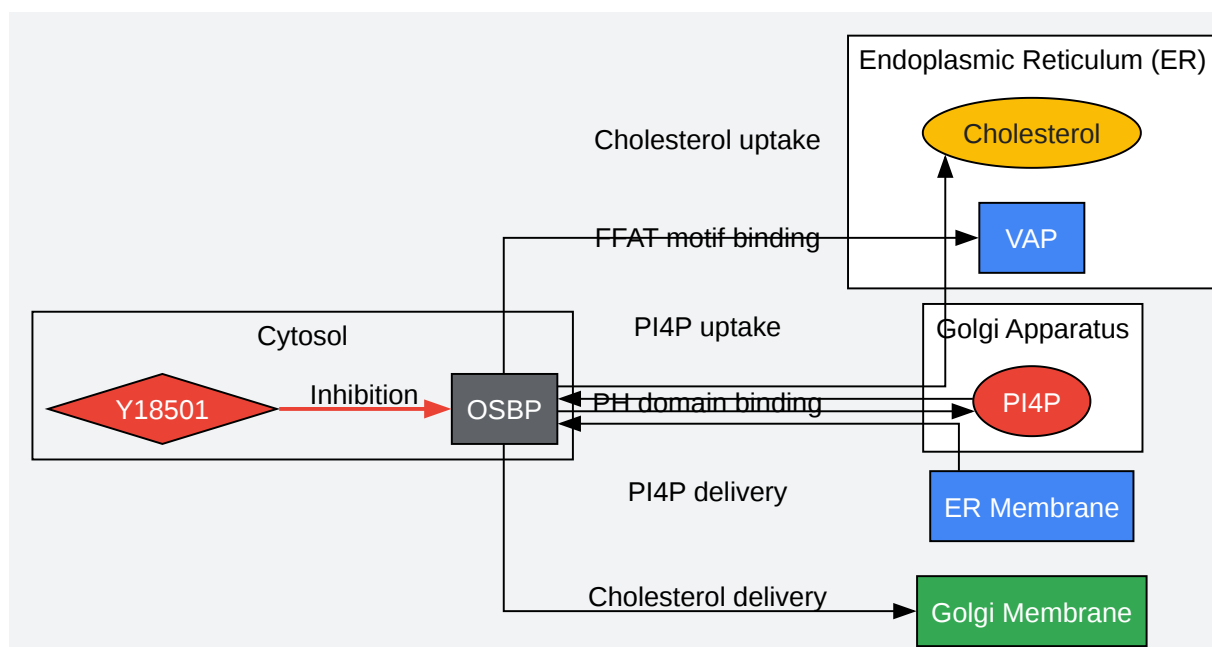 Endoplasmic Reticulum (ER)
Cholesterol uptake
Cholesterol
FFAT motif binding
VAP
Cytosol
PI4P uptake
Golgi Apparatus
Y18501
Inhibition
OSBP
PH domain binding
PI4P
PI4P delivery
ER Membrane
Cholesterol delivery
Golgi Membrane